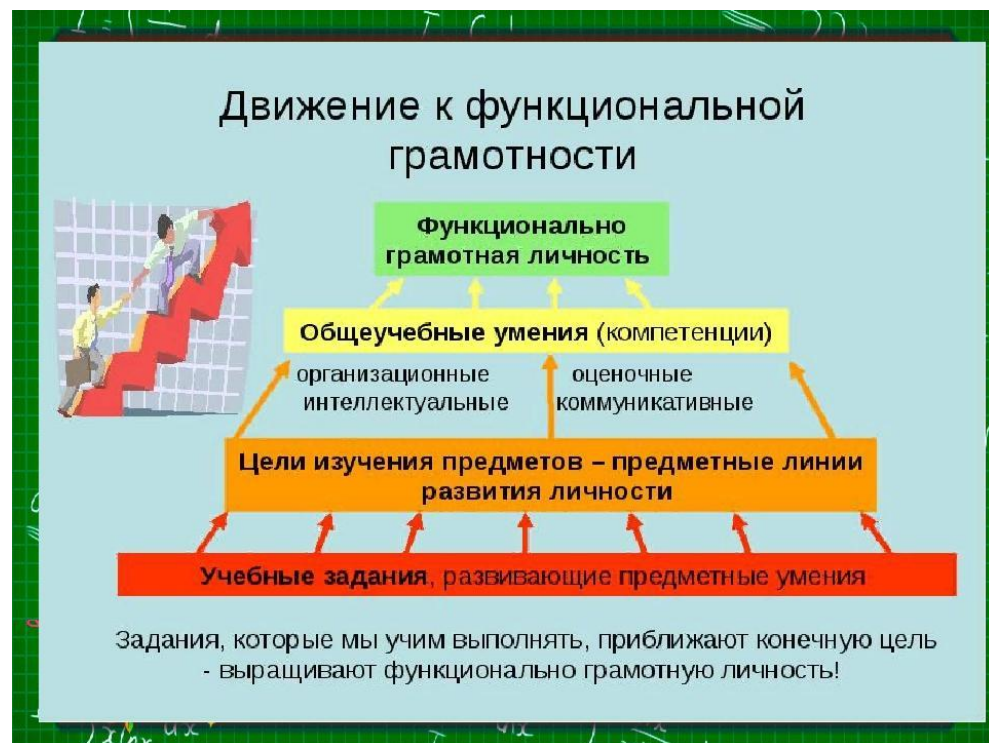 Движение к функциональной
грамотности
Функционально
грамотная личность
Общеучебные умения (компетенции)
организационные оценочные
интеллектуальные коммуникативные
Цели изучения предметов – предметные линии
развития личности
Учебные задания, развивающие предметные умения
Задания, которые мы учим выполнять, приближают конечную цель
- выращивают функционально грамотную личность!